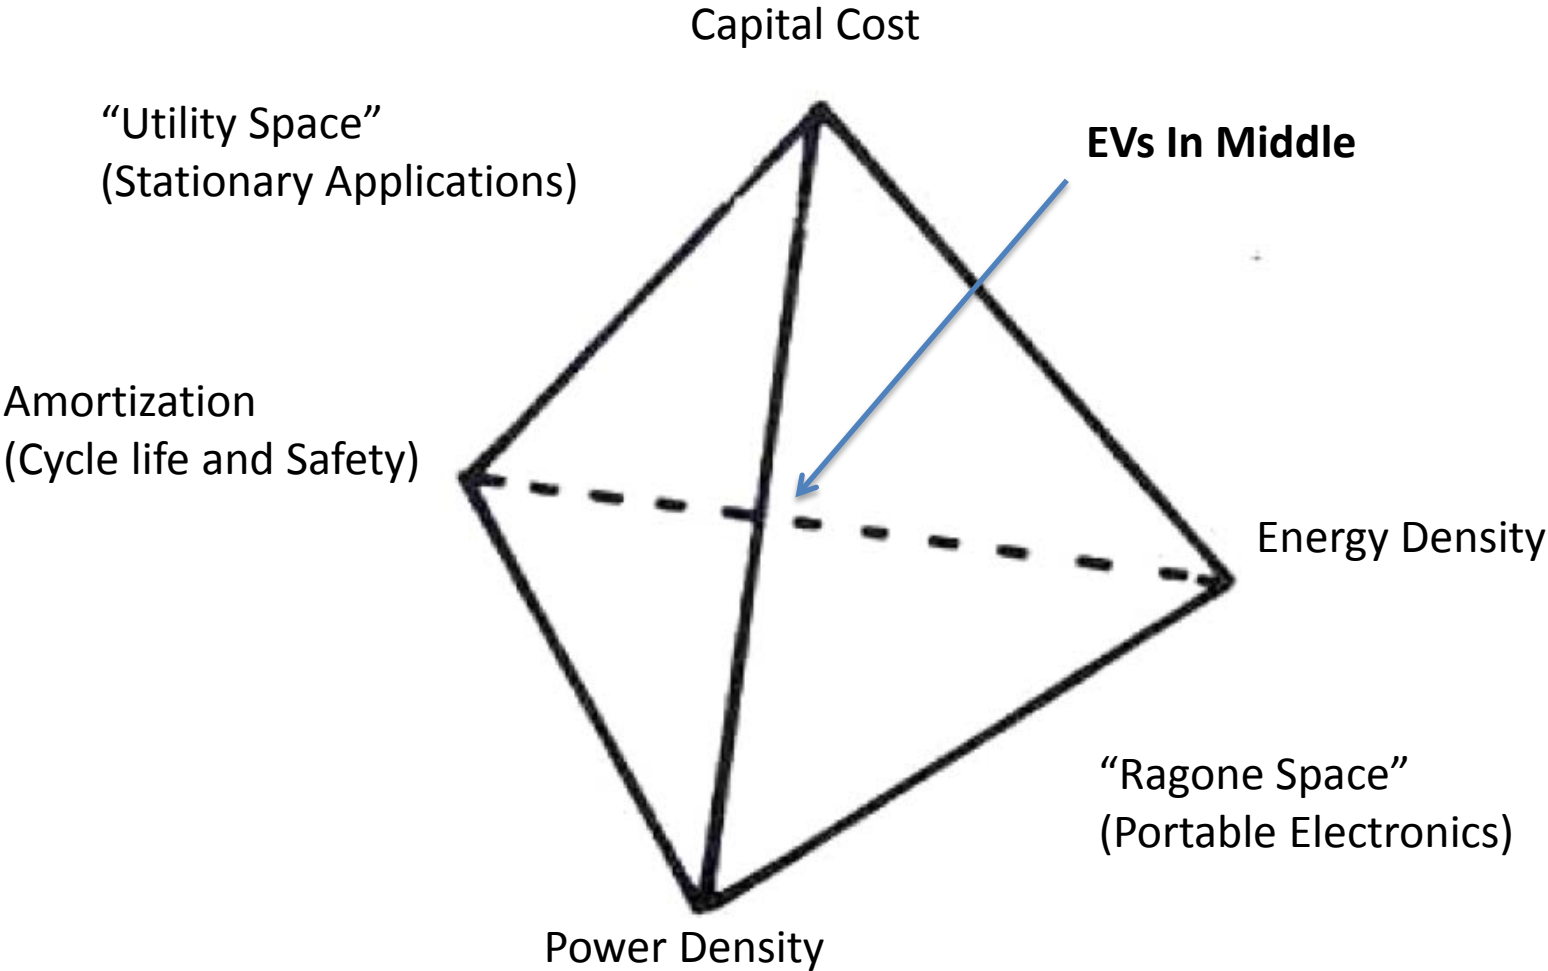 Capital Cost
“Utility Space”
(Stationary Applications)
EVs In Middle
Amortization
(Cycle life and Safety)
Energy Density
“Ragone Space”
(Portable Electronics)
Power Density